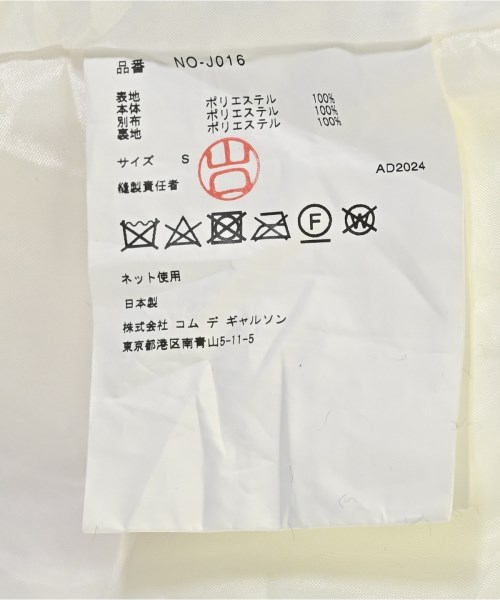 品番 NO-J016
表地
本体 ポリエステル 100%
別布 ポリエステル 100%
裏地 ポリエステル 100%
サイズ S
縫製責任者
AD2024
F W
ネット使用
日本製
株式会社 コム デ ギャルソン
東京都港区南青山5-11-5